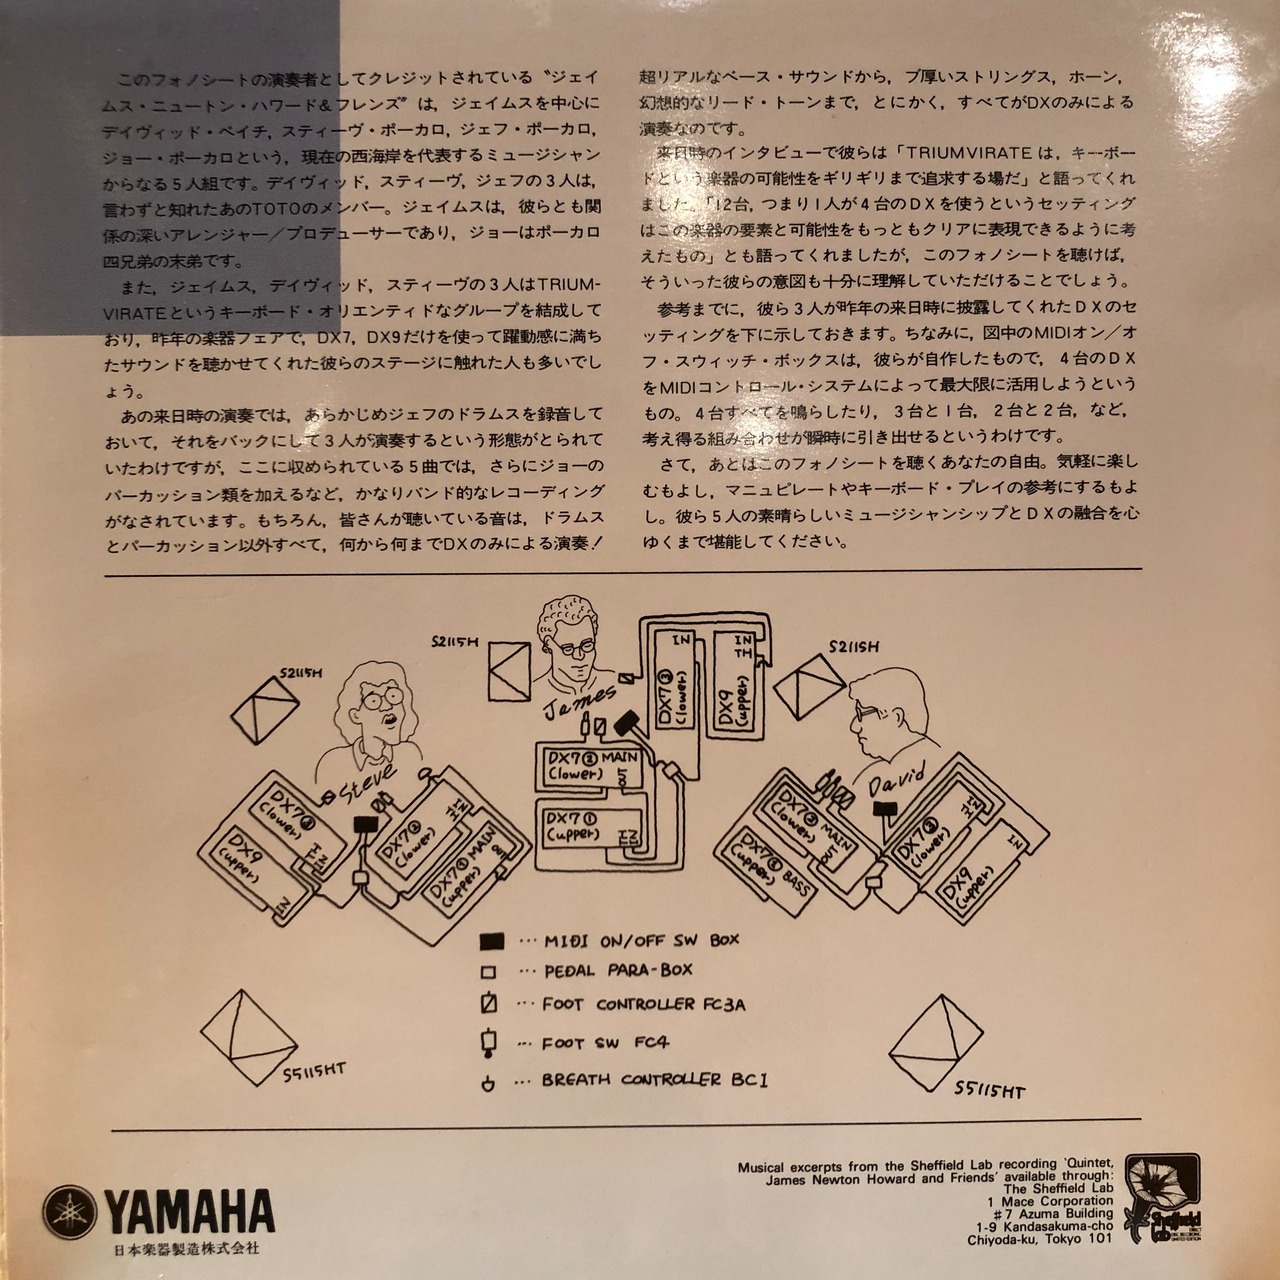 このフォノシートの演奏者としてクレジットされている〝ジェイ
ムス・ニュートン・ハワード&フレンズ〟は，ジェイムスを中心に
デイヴィッド・ペイチ，スティーヴ・ポーカロ，ジェフ・ポーカロ，
ジョー・ポーカロという，現在の西海岸を代表するミュージシャン
からなる5人組です。デイヴィッド，スティーヴ，ジェフの3人は，
言わずと知れたあのTOTOのメンバー。ジェイムスは，彼らとも関
係の深いアレンジャー／プロデューサーであり，ジョーはポーカロ
四兄弟の末弟です。
また，ジェイムス，デイヴィッド，スティーヴの3人はTRIUM-
VIRATEというキーボード・オリエンティドなグループを結成して
おり，昨年の楽器フェアで，DX7，DX9だけを使って躍動感に満ち
たサウンドを聴かせてくれた彼らのステージに触れた人も多いでし
ょう。
あの来日時の演奏では，あらかじめジェフのドラムスを録音して
おいて，それをバックにして3人が演奏するという形態がとられて
いたわけですが，ここに収められている5曲では，さらにジョーの
パーカッション類を加えるなど，かなりバンド的なレコーディング
がなされています。もちろん，皆さんが聴いている音は，ドラムス
とパーカッション以外すべて，何から何までDXのみによる演奏！
超リアルなベース・サウンドから，ブ厚いストリングス，ホーン，
幻想的なリード・トーンまで，とにかく，すべてがDXのみによる
演奏なのです。
来日時のインタビューで彼らは「TRIUMVIRATEは，キーボー
ドという楽器の可能性をギリギリまで追求する場だ」と語ってくれ
ました。「12台，つまり1人が4台のDXを使うというセッティング
はこの楽器の要素と可能性をもっともクリアに表現できるように考
えたもの」とも語ってくれましたが，このフォノシートを聴けば，
そういった彼らの意図も十分に理解していただけることでしょう。
参考までに，彼ら3人が昨年の来日時に披露してくれたDXのセ
ッティングを下に示しておきます。ちなみに，図中のMIDIオン／オ
フ・スウィッチ・ボックスは，彼らが自作したもので，4台のDX
をMIDIコントロール・システムによって最大限に活用しようという
もの。4台すべてを鳴らしたり，3台と1台，2台と2台，など，
考え得る組み合わせが瞬時に引き出せるというわけです。
さて，あとはこのフォノシートを聴くあなたの自由。気軽に楽し
むもよし，マニュピレートやキーボード・プレイの参考にするもよ
し。彼ら5人の素晴らしいミュージシャンシップとDXの融合を心
ゆくまで堪能してください。
S2115H
S2115H
S2115H
James
Steve
David
DX7③
(lower)
IN
DX9
(upper)
IN
TH
DX7② MAIN
(lower)
OUT
DX7①
(upper)
IN
DX7③
(lower)
TH
IN
DX9
(upper)
IN
DX7②
(lower)
IN
TH
DX7① MAIN
(upper)
OUT
DX7② MAIN
(lower)
OUT
DX7① BASS
(upper)
DX7③
(lower)
IN
TH
DX9
(upper)
IN
… MIDI ON/OFF SW BOX
… PEDAL PARA-BOX
… FOOT CONTROLLER FC3A
… FOOT SW FC4
… BREATH CONTROLLER BC1
S5115HT
S5115HT
YAMAHA
日本楽器製造株式会社
Musical excerpts from the Sheffield Lab recording 'Quintet,
James Newton Howard and Friends' available through:
The Sheffield Lab
1 Mace Corporation
#7 Azuma Building
1-9 Kandasakuma-cho
Chiyoda-ku, Tokyo 101
Sheffield
Lab